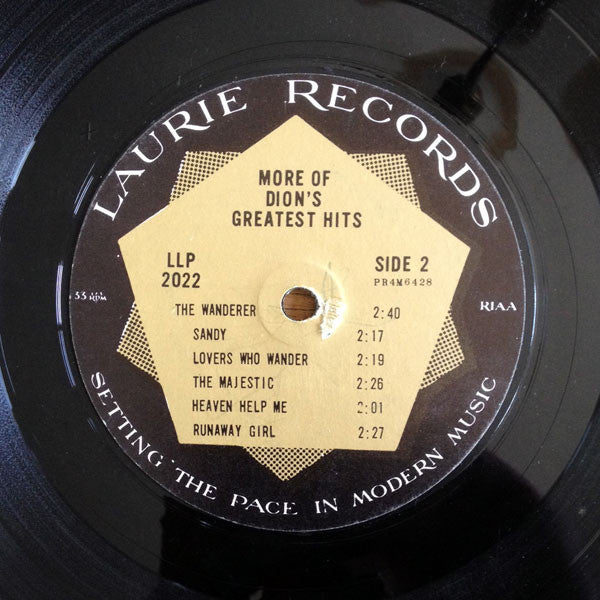 LAURIE RECORDS
MORE OF
DION'S
GREATEST HITS
LLP
2022
SIDE 2
PR4M6428
33 1/3
RPM
RIAA
THE WANDERER 2:40
SANDY 2:17
LOVERS WHO WANDER 2:19
THE MAJESTIC 2:26
HEAVEN HELP ME 2:01
RUNAWAY GIRL 2:27
SETTING THE PACE IN MODERN MUSIC